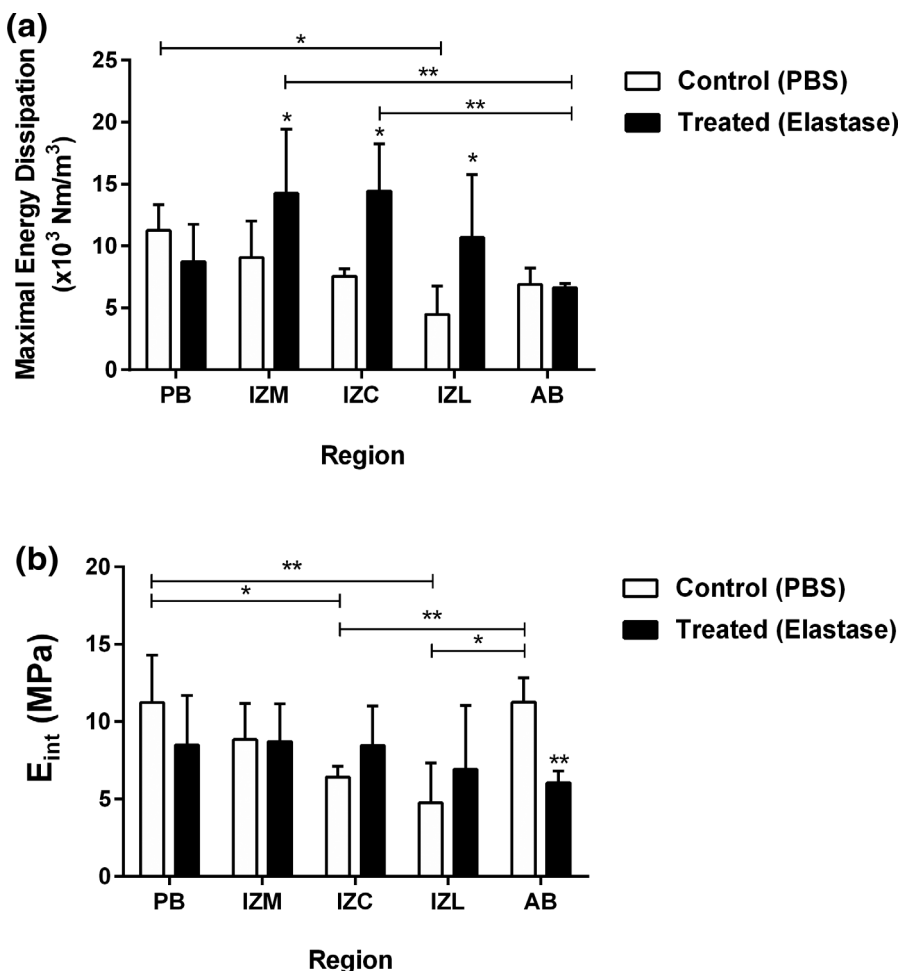 (a)
Maximal Energy Dissipation
(x10³ Nm/m³)
25
20
15
10
5
0
*
**
**
*
*
*
PB IZM IZC IZL AB
Region
Control (PBS)
Treated (Elastase)
(b)
E_int (MPa)
20
15
10
5
0
**
*
**
*
**
PB IZM IZC IZL AB
Region
Control (PBS)
Treated (Elastase)